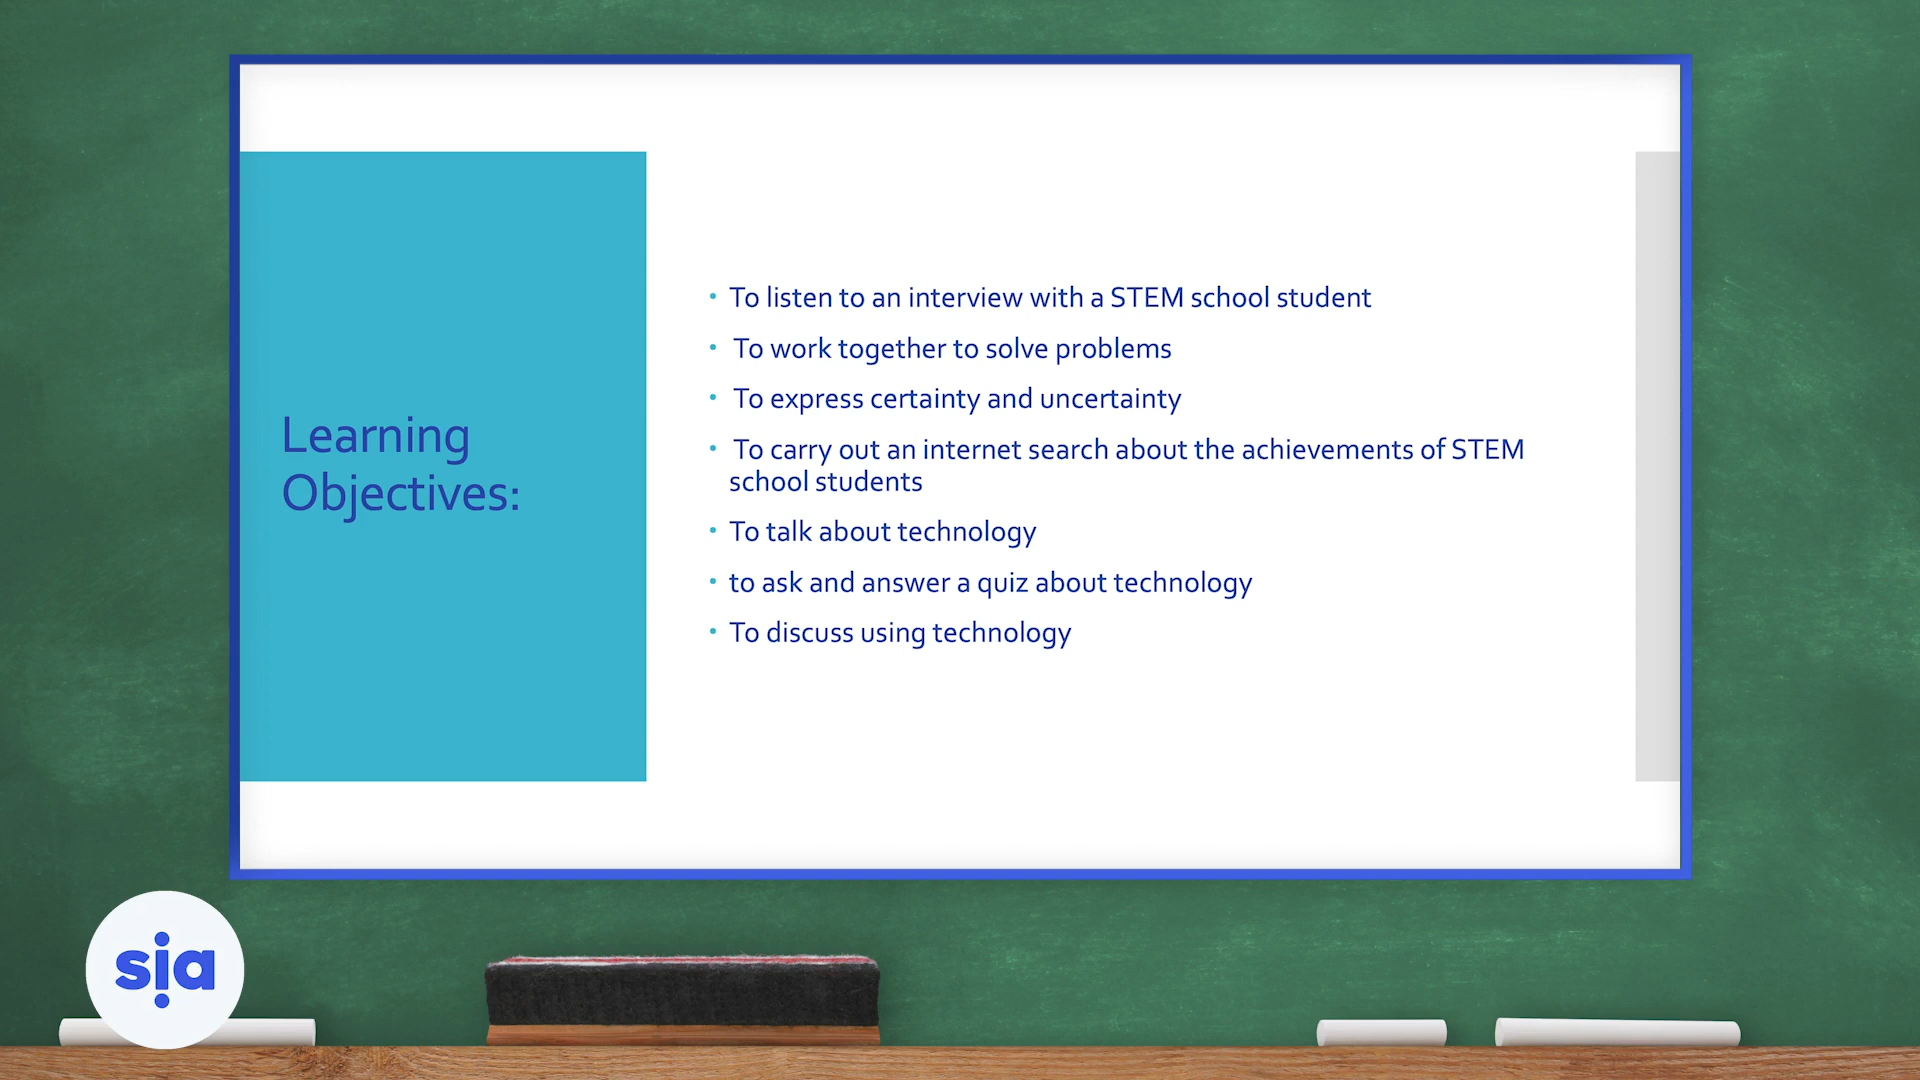 Learning
Objectives:
• To listen to an interview with a STEM school student
• To work together to solve problems
• To express certainty and uncertainty
• To carry out an internet search about the achievements of STEM
school students
• To talk about technology
• to ask and answer a quiz about technology
• To discuss using technology
sia